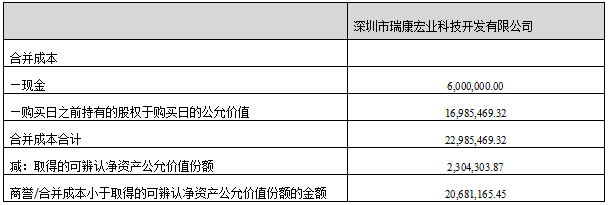 深圳市瑞康宏业科技开发有限公司
合并成本
—现金 6,000,000.00
—购买日之前持有的股权于购买日的公允价值 16,985,469.32
合并成本合计 22,985,469.32
减：取得的可辨认净资产公允价值份额 2,304,303.87
商誉/合并成本小于取得的可辨认净资产公允价值份额的金额 20,681,165.45